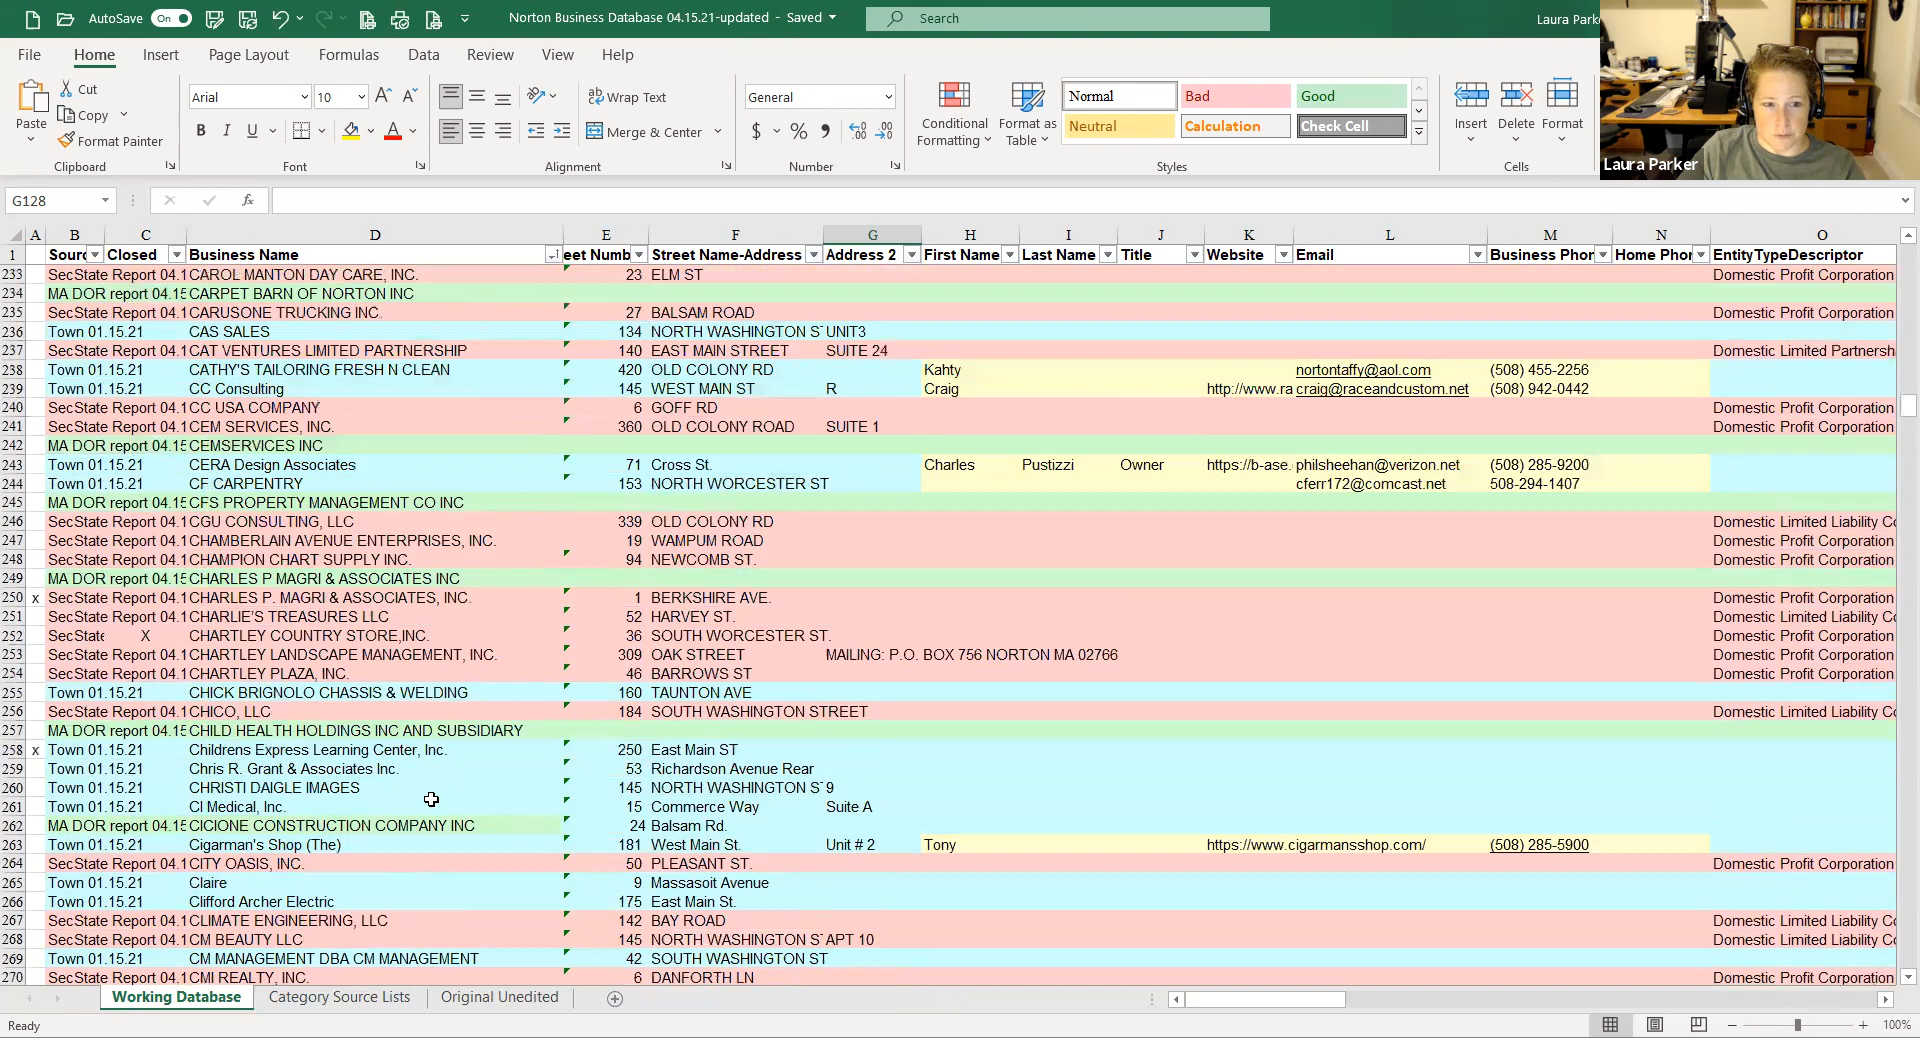 AutoSave On Norton Business Database 04.15.21-updated - Saved Search Laura Parke
File Home Insert Page Layout Formulas Data Review View Help
Paste Cut Copy Format Painter Clipboard
Arial 10 A A B I U A Font
Wrap Text Merge & Center Alignment
General $ % Number
Conditional Formatting Format as Table
Normal Bad Good
Neutral Calculation Check Cell
Styles
Insert Delete Format Cells
Laura Parker
G128 fx
A B C D E F G H I J K L M N O
1 Sourc Closed Business Name eet Numb Street Name-Address Address 2 First Name Last Name Title Website Email Business Phor Home Phor EntityTypeDescriptor
233 SecState Report 04.1 CAROL MANTON DAY CARE, INC. 23 ELM ST Domestic Profit Corporation
234 MA DOR report 04.15 CARPET BARN OF NORTON INC
235 SecState Report 04.1 CARUSONE TRUCKING INC. 27 BALSAM ROAD Domestic Profit Corporation
236 Town 01.15.21 CAS SALES 134 NORTH WASHINGTON S UNIT3
237 SecState Report 04.1 CAT VENTURES LIMITED PARTNERSHIP 140 EAST MAIN STREET SUITE 24 Domestic Limited Partnersh
238 Town 01.15.21 CATHY'S TAILORING FRESH N CLEAN 420 OLD COLONY RD Kahty nortontaffy@aol.com (508) 455-2256
239 Town 01.15.21 CC Consulting 145 WEST MAIN ST R Craig http://www.ra craig@raceandcustom.net (508) 942-0442
240 SecState Report 04.1 CC USA COMPANY 6 GOFF RD Domestic Profit Corporation
241 SecState Report 04.1 CEM SERVICES, INC. 360 OLD COLONY ROAD SUITE 1 Domestic Profit Corporation
242 MA DOR report 04.15 CEMSERVICES INC
243 Town 01.15.21 CERA Design Associates 71 Cross St. Charles Pustizzi Owner https://b-ase. philsheehan@verizon.net (508) 285-9200
244 Town 01.15.21 CF CARPENTRY 153 NORTH WORCESTER ST cferr172@comcast.net 508-294-1407
245 MA DOR report 04.15 CFS PROPERTY MANAGEMENT CO INC
246 SecState Report 04.1 CGU CONSULTING, LLC 339 OLD COLONY RD Domestic Limited Liability Co
247 SecState Report 04.1 CHAMBERLAIN AVENUE ENTERPRISES, INC. 19 WAMPUM ROAD Domestic Profit Corporation
248 SecState Report 04.1 CHAMPION CHART SUPPLY INC. 94 NEWCOMB ST. Domestic Profit Corporation
249 MA DOR report 04.15 CHARLES P MAGRI & ASSOCIATES INC
250 x SecState Report 04.1 CHARLES P. MAGRI & ASSOCIATES, INC. 1 BERKSHIRE AVE. Domestic Profit Corporation
251 SecState Report 04.1 CHARLIE'S TREASURES LLC 52 HARVEY ST. Domestic Limited Liability Co
252 SecState X CHARTLEY COUNTRY STORE,INC. 36 SOUTH WORCESTER ST. Domestic Profit Corporation
253 SecState Report 04.1 CHARTLEY LANDSCAPE MANAGEMENT, INC. 309 OAK STREET MAILING: P.O. BOX 756 NORTON MA 02766 Domestic Profit Corporation
254 SecState Report 04.1 CHARTLEY PLAZA, INC. 46 BARROWS ST Domestic Profit Corporation
255 Town 01.15.21 CHICK BRIGNOLO CHASSIS & WELDING 160 TAUNTON AVE
256 SecState Report 04.1 CHICO, LLC 184 SOUTH WASHINGTON STREET Domestic Limited Liability Co
257 MA DOR report 04.15 CHILD HEALTH HOLDINGS INC AND SUBSIDIARY
258 x Town 01.15.21 Childrens Express Learning Center, Inc. 250 East Main ST
259 Town 01.15.21 Chris R. Grant & Associates Inc. 53 Richardson Avenue Rear
260 Town 01.15.21 CHRISTI DAIGLE IMAGES 145 NORTH WASHINGTON S 9
261 Town 01.15.21 CI Medical, Inc. 15 Commerce Way Suite A
262 MA DOR report 04.15 CICIONE CONSTRUCTION COMPANY INC 24 Balsam Rd.
263 Town 01.15.21 Cigarman's Shop (The) 181 West Main St. Unit # 2 Tony https://www.cigarmansshop.com/ (508) 285-5900
264 SecState Report 04.1 CITY OASIS, INC. 50 PLEASANT ST. Domestic Profit Corporation
265 Town 01.15.21 Claire 9 Massasoit Avenue
266 Town 01.15.21 Clifford Archer Electric 175 East Main St.
267 SecState Report 04.1 CLIMATE ENGINEERING, LLC 142 BAY ROAD Domestic Limited Liability Co
268 SecState Report 04.1 CM BEAUTY LLC 145 NORTH WASHINGTON S APT 10 Domestic Limited Liability Co
269 Town 01.15.21 CM MANAGEMENT DBA CM MANAGEMENT 42 SOUTH WASHINGTON ST
270 SecState Report 04.1 CMI REALTY, INC. 6 DANFORTH LN Domestic Profit Corporation
Working Database Category Source Lists Original Unedited
Ready 100%